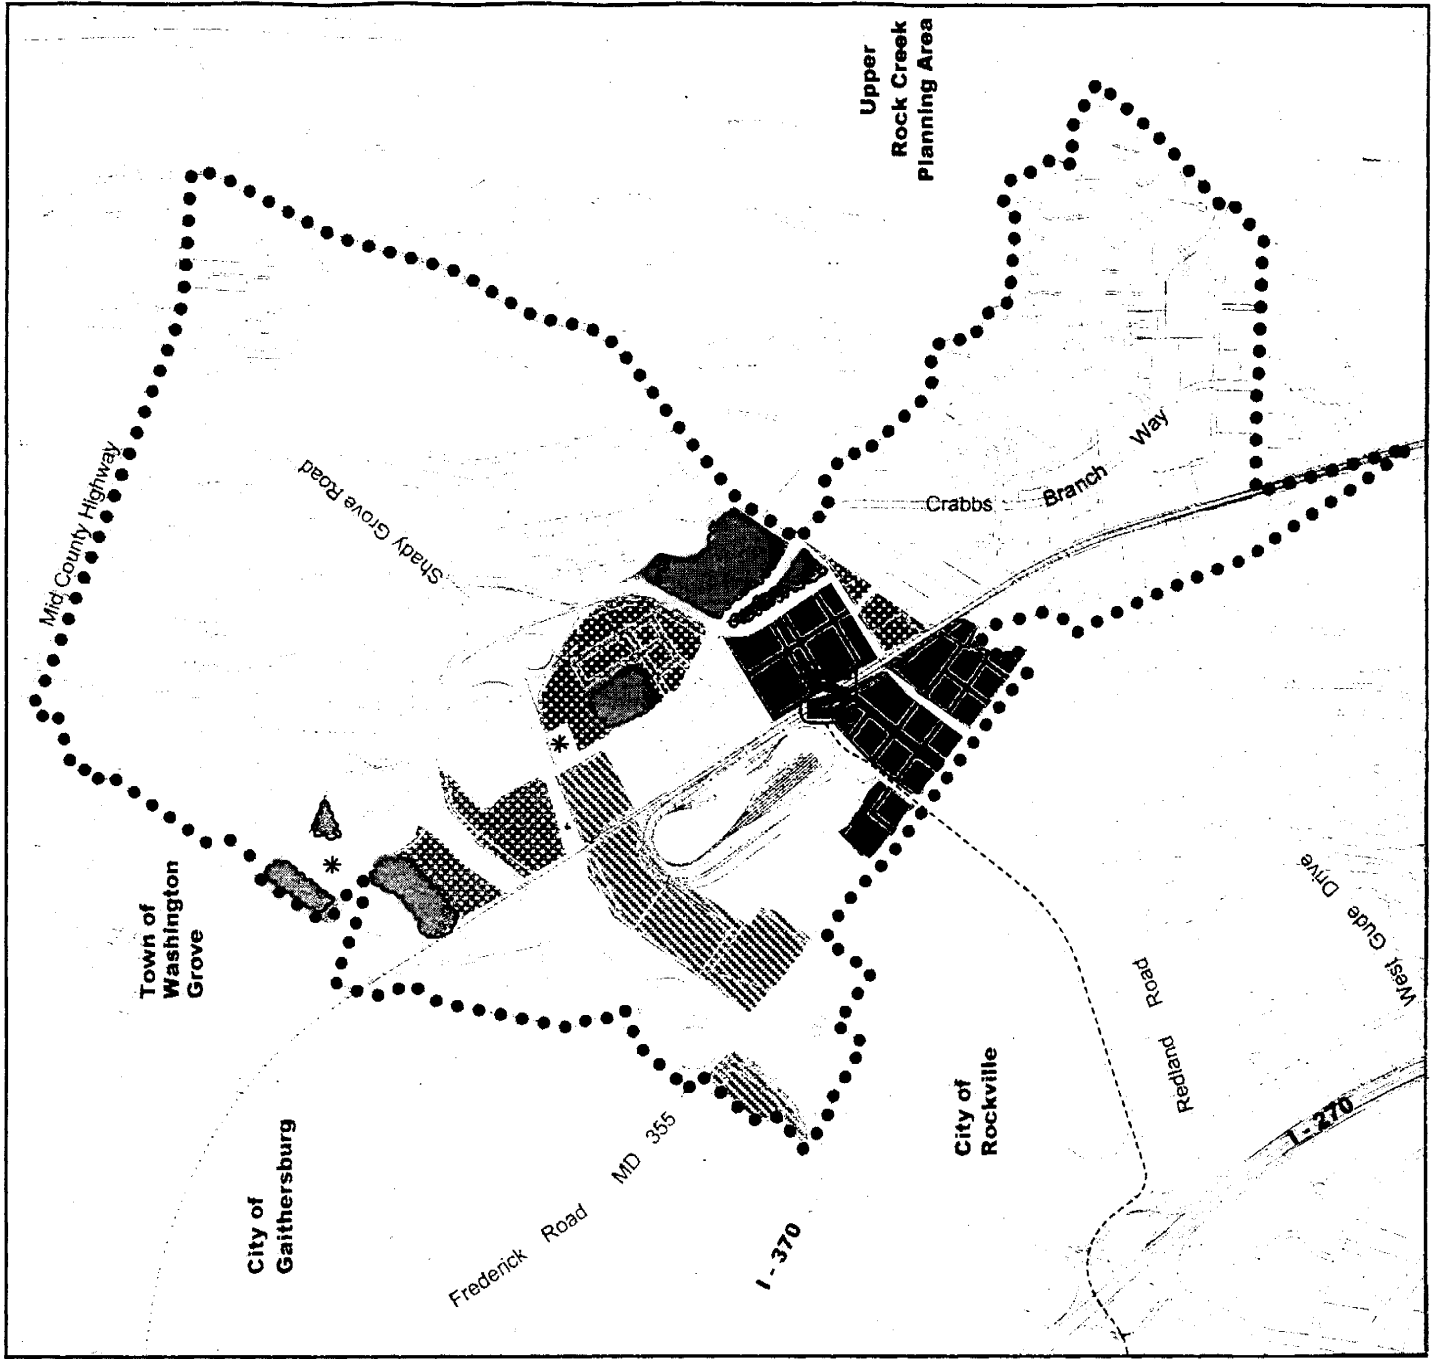 Upper
Rock Creek
Planning Area
Mid County Highway
Shady Grove Road
Crabbs Branch Way
Town of
Washington
Grove
City of
Gaithersburg
Frederick Road MD 355
I - 370
City of
Rockville
Redland Road
West Gude Drive
I - 270